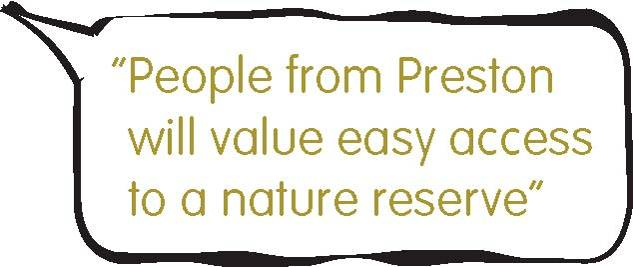 “People from Preston
will value easy access
to a nature reserve”